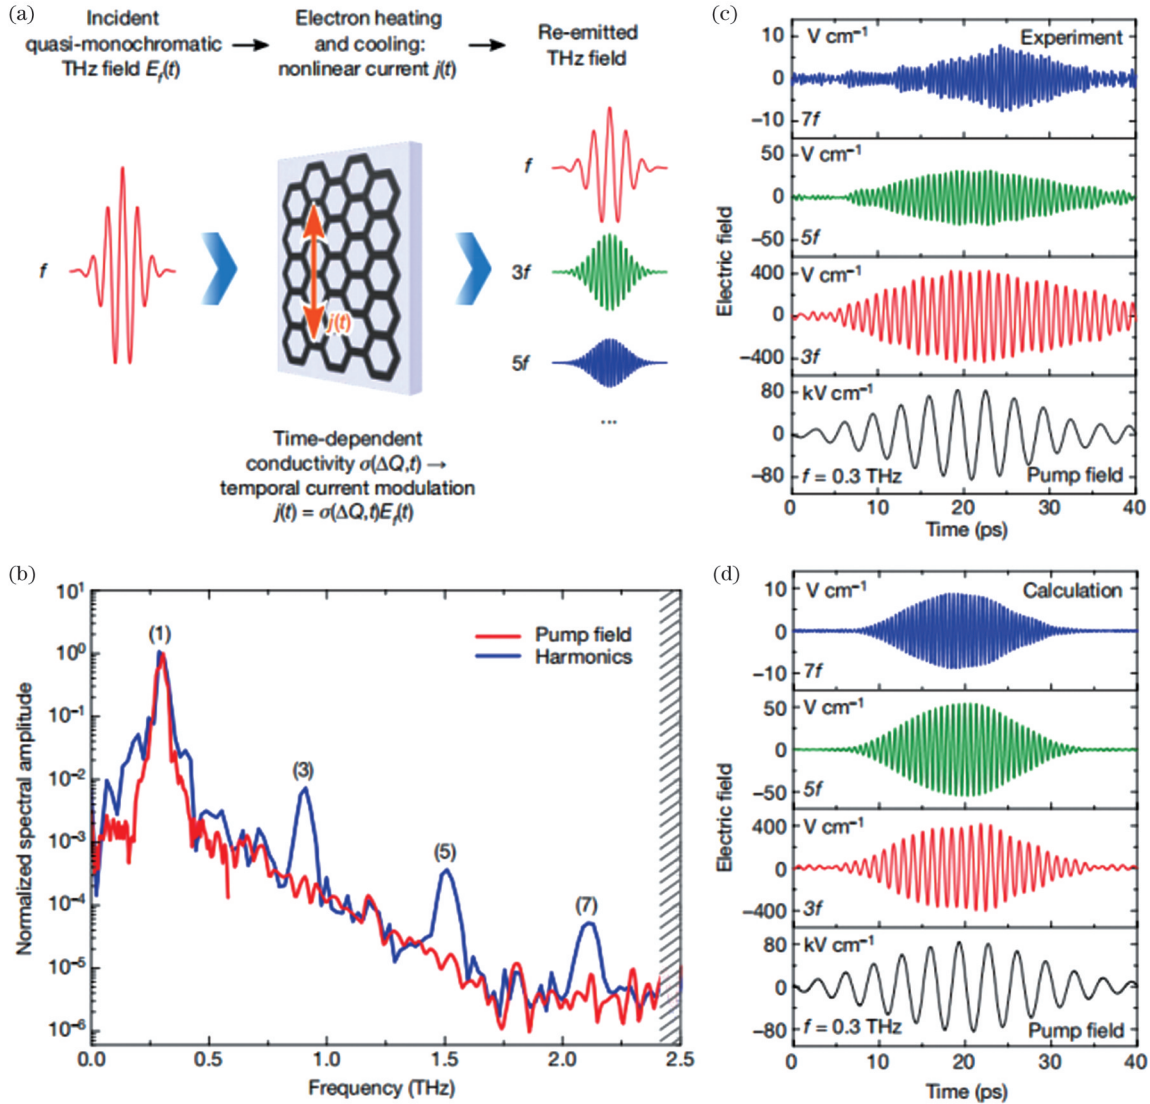 (a)
Incident
quasi-monochromatic
THz field E_f(t)
Electron heating
and cooling:
nonlinear current j(t)
Re-emitted
THz field
f
j(t)
f
3f
5f
...
Time-dependent
conductivity σ(ΔQ,t) →
temporal current modulation
j(t) = σ(ΔQ,t)E_f(t)
(b)
Normalized spectral amplitude
10¹
10⁰
10⁻¹
10⁻²
10⁻³
10⁻⁴
10⁻⁵
10⁻⁶
(1)
(3)
(5)
(7)
Pump field
Harmonics
0.0 0.5 1.0 1.5 2.0 2.5
Frequency (THz)
(c)
Electric field
10
0
−10
V cm⁻¹
Experiment
7f
50
0
−50
V cm⁻¹
5f
400
0
−400
V cm⁻¹
3f
80
0
−80
kV cm⁻¹
f = 0.3 THz
Pump field
0 10 20 30 40
Time (ps)
(d)
Electric field
10
0
−10
V cm⁻¹
Calculation
7f
50
0
−50
V cm⁻¹
5f
400
0
−400
V cm⁻¹
3f
80
0
−80
kV cm⁻¹
f = 0.3 THz
Pump field
0 10 20 30 40
Time (ps)